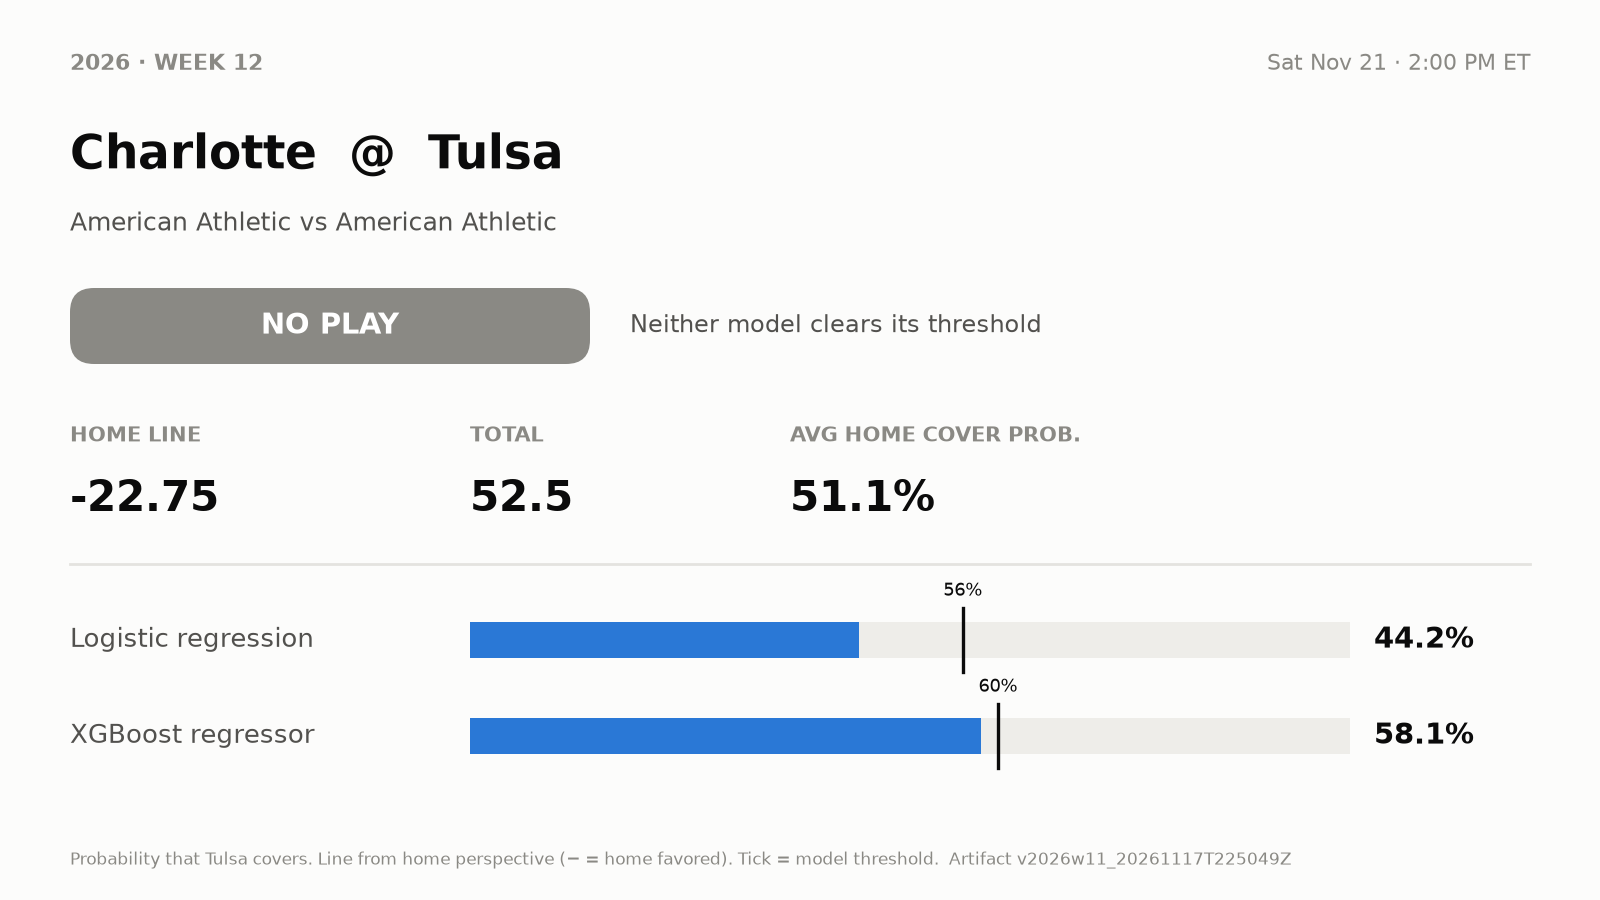 2026 · WEEK 12
Sat Nov 21 · 2:00 PM ET
Charlotte @ Tulsa
American Athletic vs American Athletic
NO PLAY
Neither model clears its threshold
HOME LINE
TOTAL
AVG HOME COVER PROB.
-22.75
52.5
51.1%
56%
Logistic regression
44.2%
60%
XGBoost regressor
58.1%
Probability that Tulsa covers. Line from home perspective (− = home favored). Tick = model threshold. Artifact v2026w11_20261117T225049Z